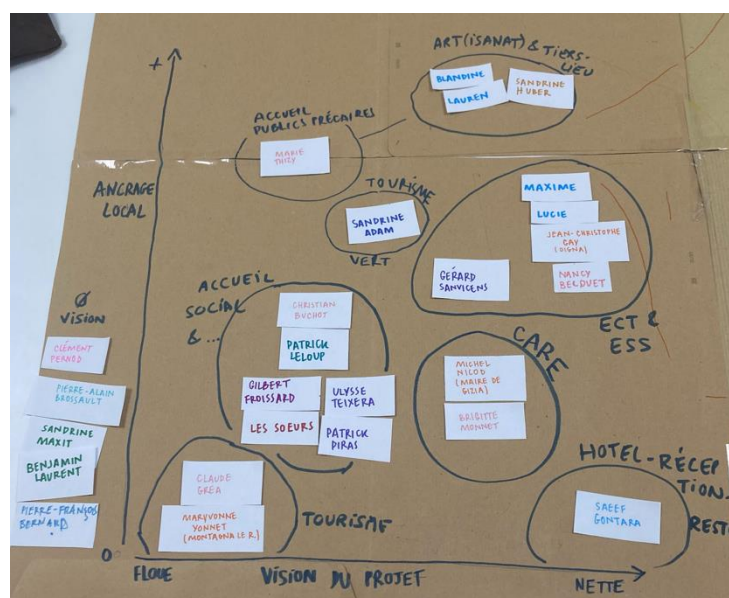 ART(ISANAT) & TIERS-
LIEU
BLANDINE
LAUREN
SANDRINE
HUBER
+
ACCUEIL
PUBLICS PRÉCAIRES
MARIE
THIZY
ANCRAGE
LOCAL
TOURISME
SANDRINE
ADAM
VERT
MAXIME
LUCIE
JEAN-CHRISTOPHE
GAY
(DIGNA)
GÉRARD
SANVICENS
NANCY
BECQUET
ECT &
ESS
ACCUEIL
SOCIAL
& ...
CHRISTIAN
BUCHOT
PATRICK
LELOUP
GILBERT
FROISSARD
ULYSSE
TEIXERA
LES SOEURS
PATRICK
PIRAS
CARE
MICHEL
NILOD
(MAIRE DE
GIZIA)
BRIGITTE
MONNET
Ø
VISION
CLÉMENT
PERNOD
PIERRE-ALAIN
BROSSAULT
SANDRINE
MAXIT
BENJAMIN
LAURENT
PIERRE-FRANÇOIS
BERNARD
CLAUDE
GREA
MARYVONNE
YONNET
(MONTAGNA LE R.)
TOURISME
HOTEL-RÉCEP
TION-
RESTO
SAEEF
GONTARA
0
FLOUE
VISION DU PROJET
NETTE